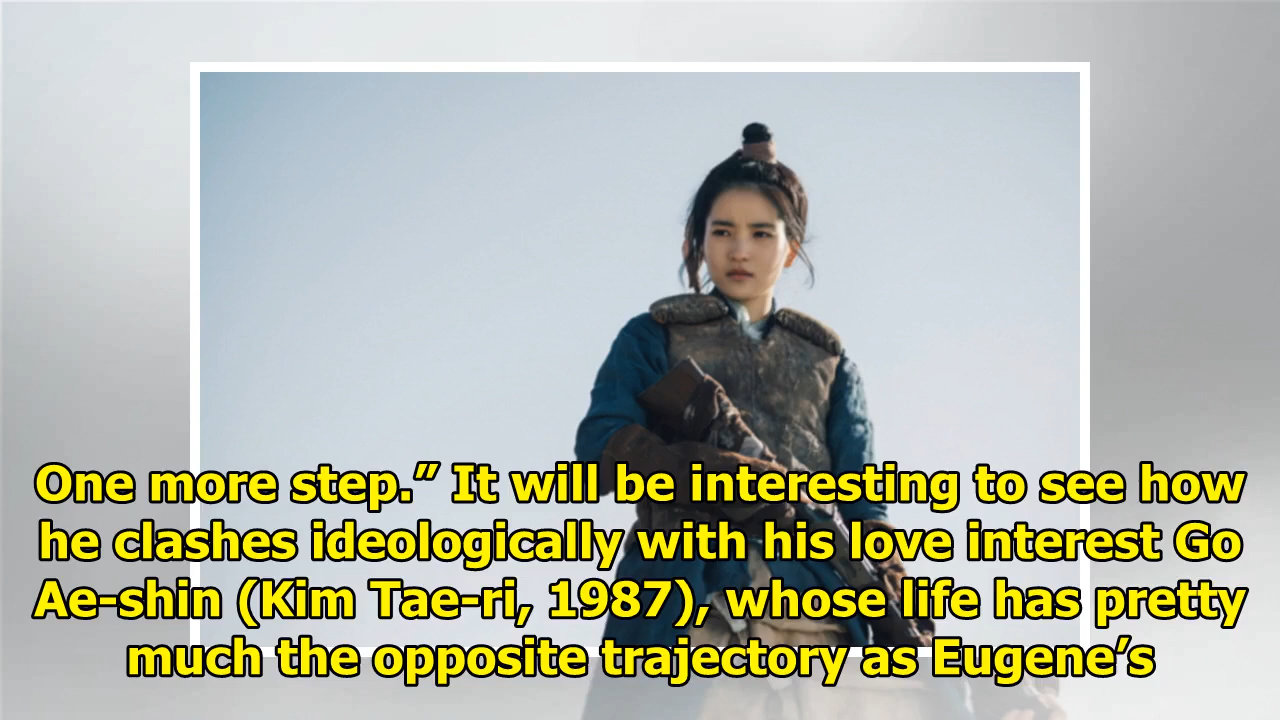 One more step.” It will be interesting to see how
he clashes ideologically with his love interest Go
Ae-shin (Kim Tae-ri, 1987), whose life has pretty
much the opposite trajectory as Eugene’s